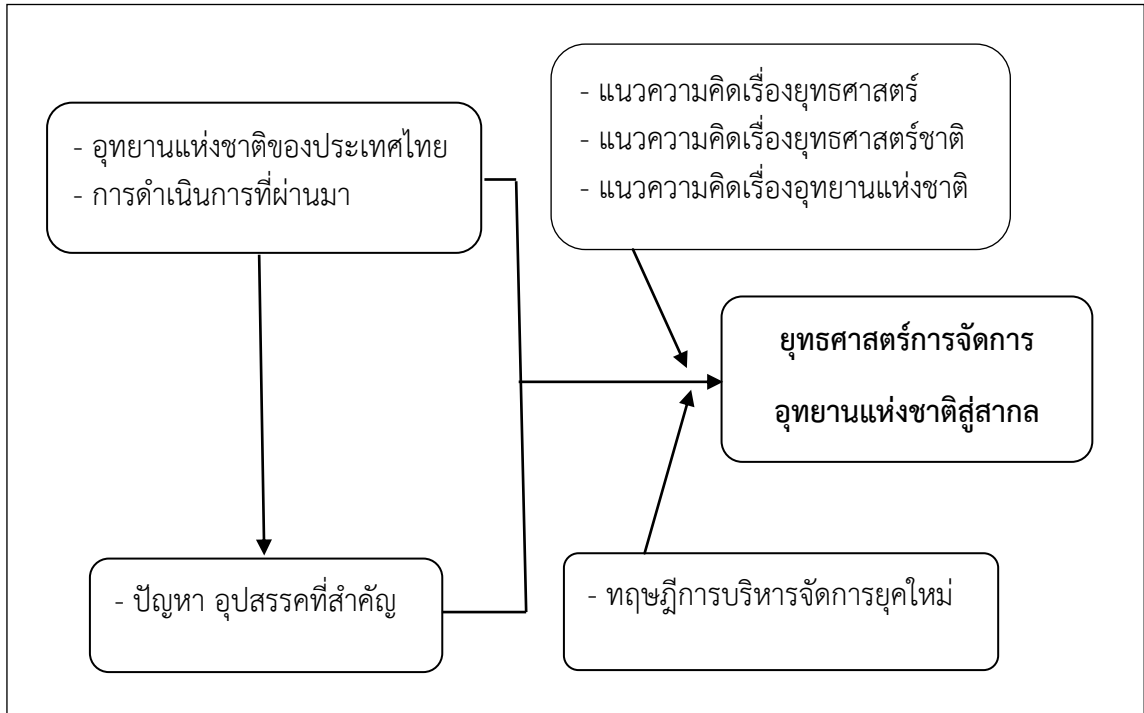 - อุทยานแห่งชาติของประเทศไทย
- การดำเนินการที่ผ่านมา
- แนวความคิดเรื่องยุทธศาสตร์
- แนวความคิดเรื่องยุทธศาสตร์ชาติ
- แนวความคิดเรื่องอุทยานแห่งชาติ
ยุทธศาสตร์การจัดการ
อุทยานแห่งชาติสู่สากล
- ปัญหา อุปสรรคที่สำคัญ
- ทฤษฎีการบริหารจัดการยุคใหม่